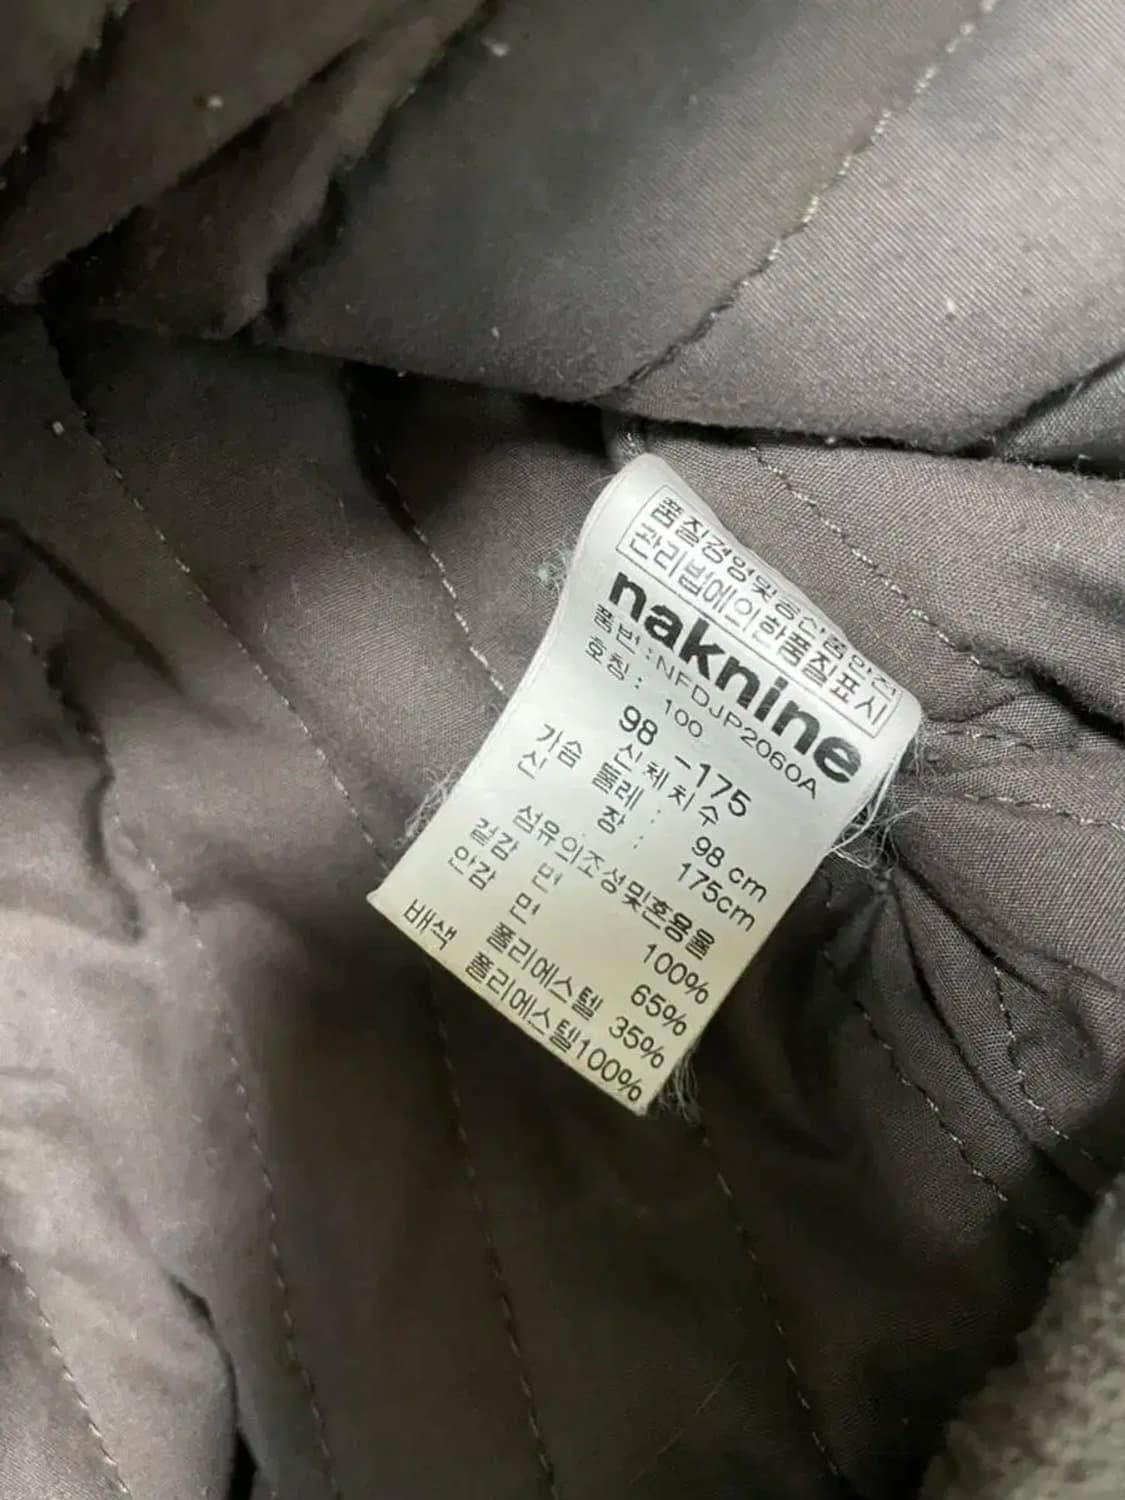 품질경영및공산품안전
관리법에의한품질표시
naknine
품번:NFDJP2060A
호칭: 100
98 -175
신체치수
가슴 둘레 : 98 cm
신 장 : 175cm
섬유의조성및혼용율
겉감 면 100%
안감 면 65%
폴리에스텔 35%
배색 폴리에스텔100%